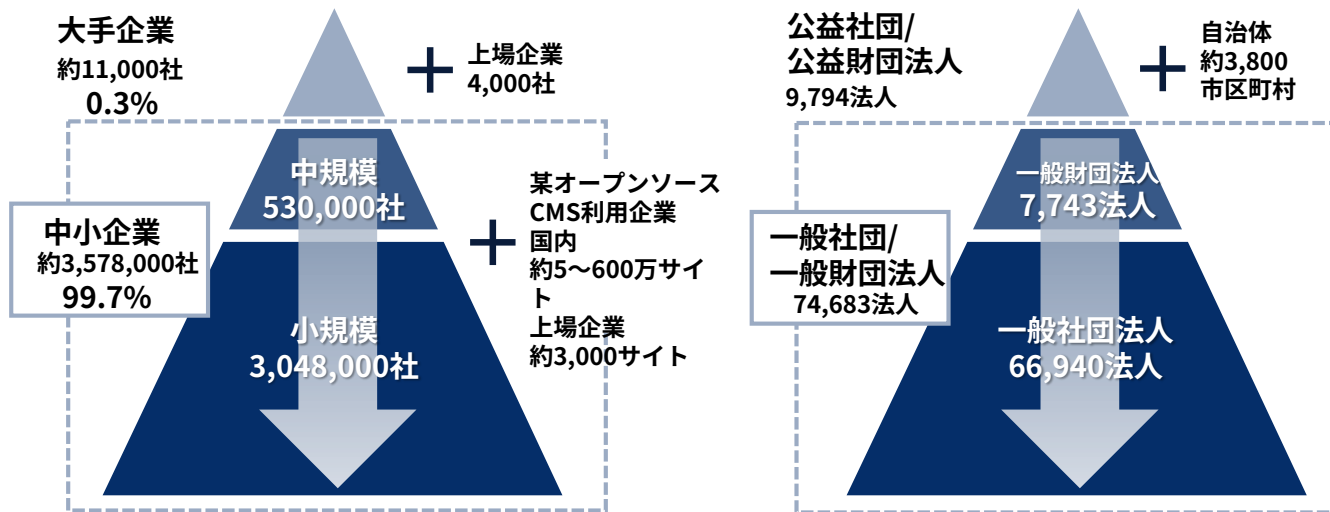 大手企業
約11,000社
0.3%
上場企業
4,000社
中規模
530,000社
中小企業
約3,578,000社
99.7%
小規模
3,048,000社
某オープンソース
CMS利用企業
国内
約5〜600万サイ
ト
上場企業
約3,000サイト
公益社団/
公益財団法人
9,794法人
自治体
約3,800
市区町村
一般財団法人
7,743法人
一般社団/
一般財団法人
74,683法人
一般社団法人
66,940法人